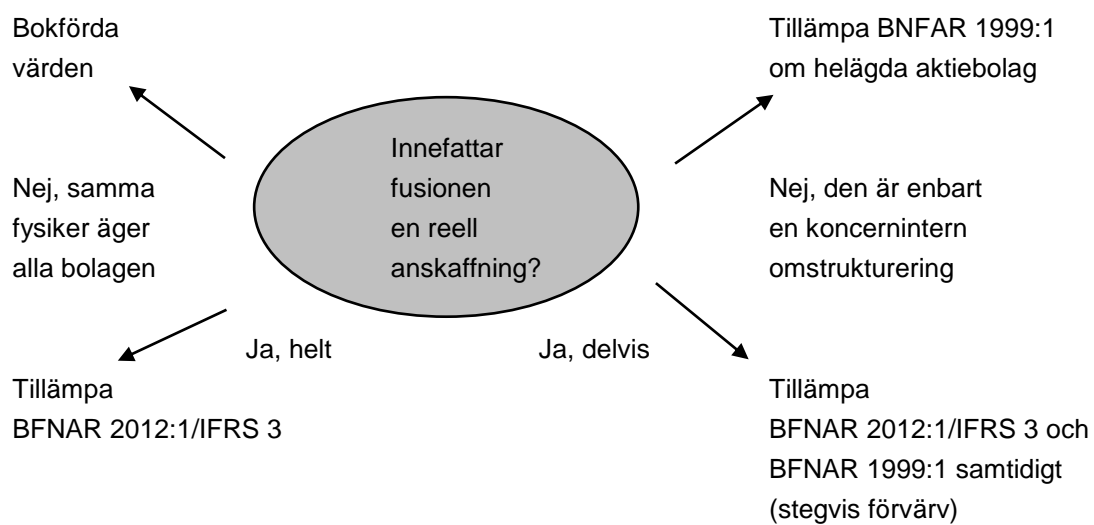 Bokförda
värden
Tillämpa BNFAR 1999:1
om helägda aktiebolag
Innefattar
fusionen
en reell
anskaffning?
Nej, samma
fysiker äger
alla bolagen
Nej, den är enbart
en koncernintern
omstrukturering
Ja, helt
Ja, delvis
Tillämpa
BFNAR 2012:1/IFRS 3
Tillämpa
BFNAR 2012:1/IFRS 3 och
BFNAR 1999:1 samtidigt
(stegvis förvärv)